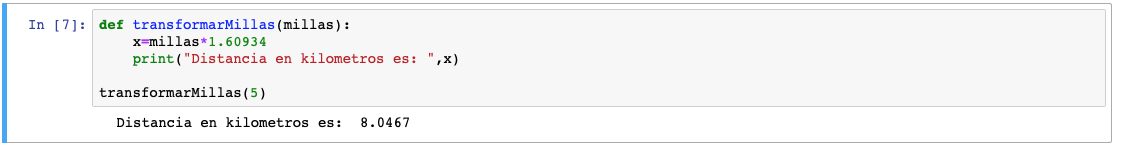 In [7]: def transformarMillas(millas):
    x=millas*1.60934
    print("Distancia en kilometros es: ",x)
transformarMillas(5)
Distancia en kilometros es:  8.0467